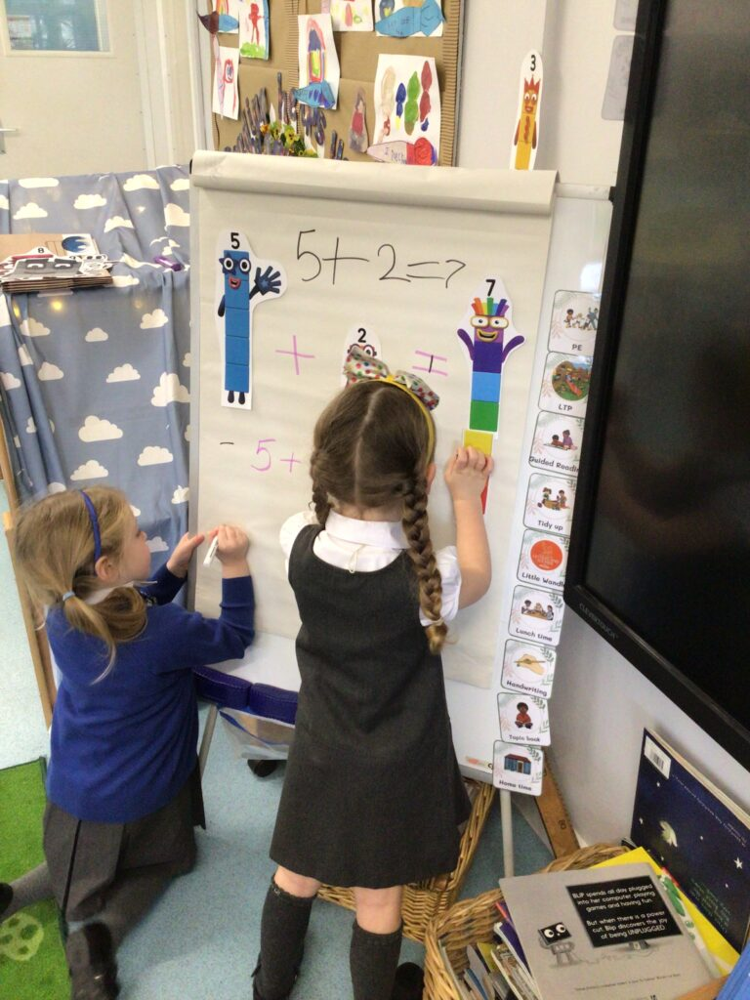 3
8
5
5+2=?
7
2
+
=
- 5+
PE
LTP
Guided Readi
Tidy up
Little Wandle
Lunch time
Handwriting
Topic book
Home time
CLEVERTOUCH
BLIP spends all day plugged
into her computer playing
games and having fun.
But when there is a power
cut, Blip discovers the joy
of being UNPLUGGED.